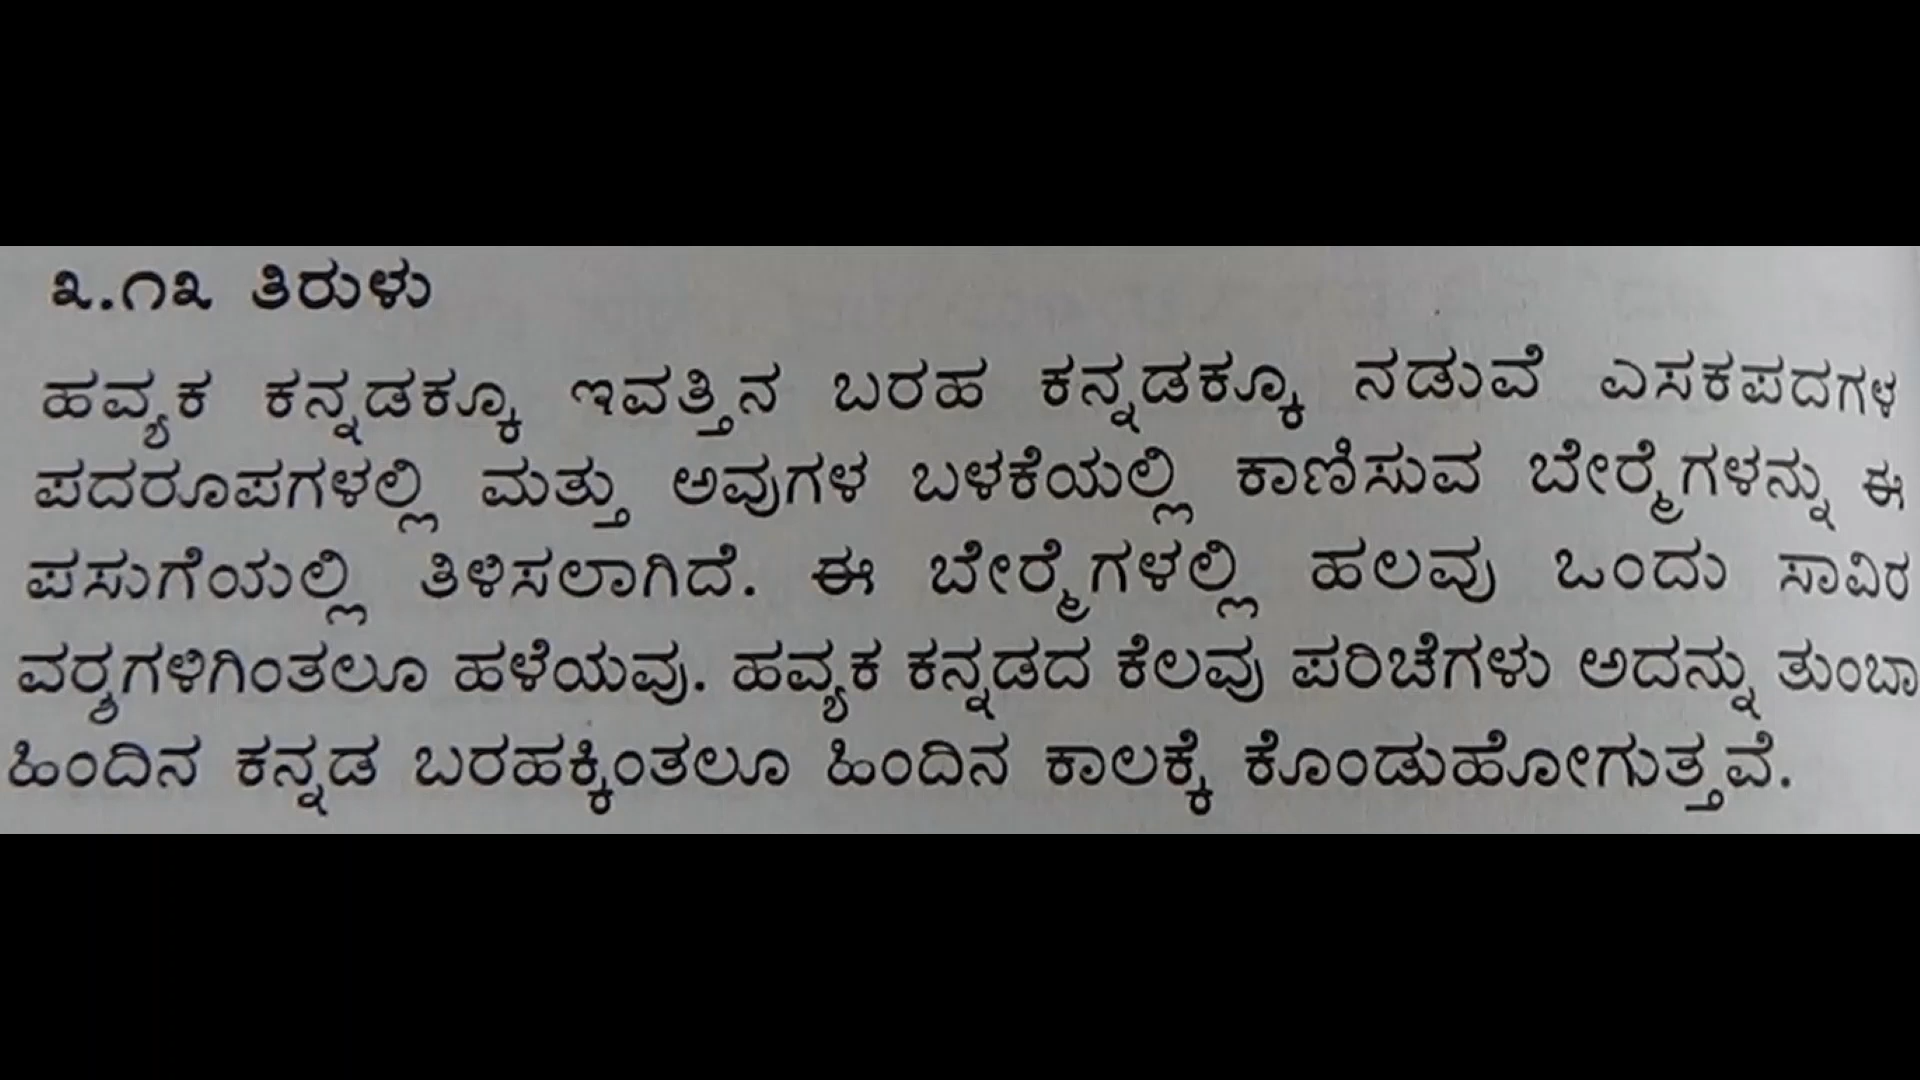 ೩.೧೩ ತಿರುಳು
ಹವ್ಯಕ ಕನ್ನಡಕ್ಕೂ ಇವತ್ತಿನ ಬರಹ ಕನ್ನಡಕ್ಕೂ ನಡುವೆ ಎಸಕಪದಗಳ
ಪದರೂಪಗಳಲ್ಲಿ ಮತ್ತು ಅವುಗಳ ಬಳಕೆಯಲ್ಲಿ ಕಾಣಿಸುವ ಬೇರ‍್ಮೆಗಳನ್ನು ಈ
ಪಸುಗೆಯಲ್ಲಿ ತಿಳಿಸಲಾಗಿದೆ. ಈ ಬೇರ‍್ಮೆಗಳಲ್ಲಿ ಹಲವು ಒಂದು ಸಾವಿರ
ವರ‍್ಶಗಳಿಗಿಂತಲೂ ಹಳೆಯವು. ಹವ್ಯಕ ಕನ್ನಡದ ಕೆಲವು ಪರಿಚೆಗಳು ಅದನ್ನು ತುಂಬಾ
ಹಿಂದಿನ ಕನ್ನಡ ಬರಹಕ್ಕಿಂತಲೂ ಹಿಂದಿನ ಕಾಲಕ್ಕೆ ಕೊಂಡುಹೋಗುತ್ತವೆ.